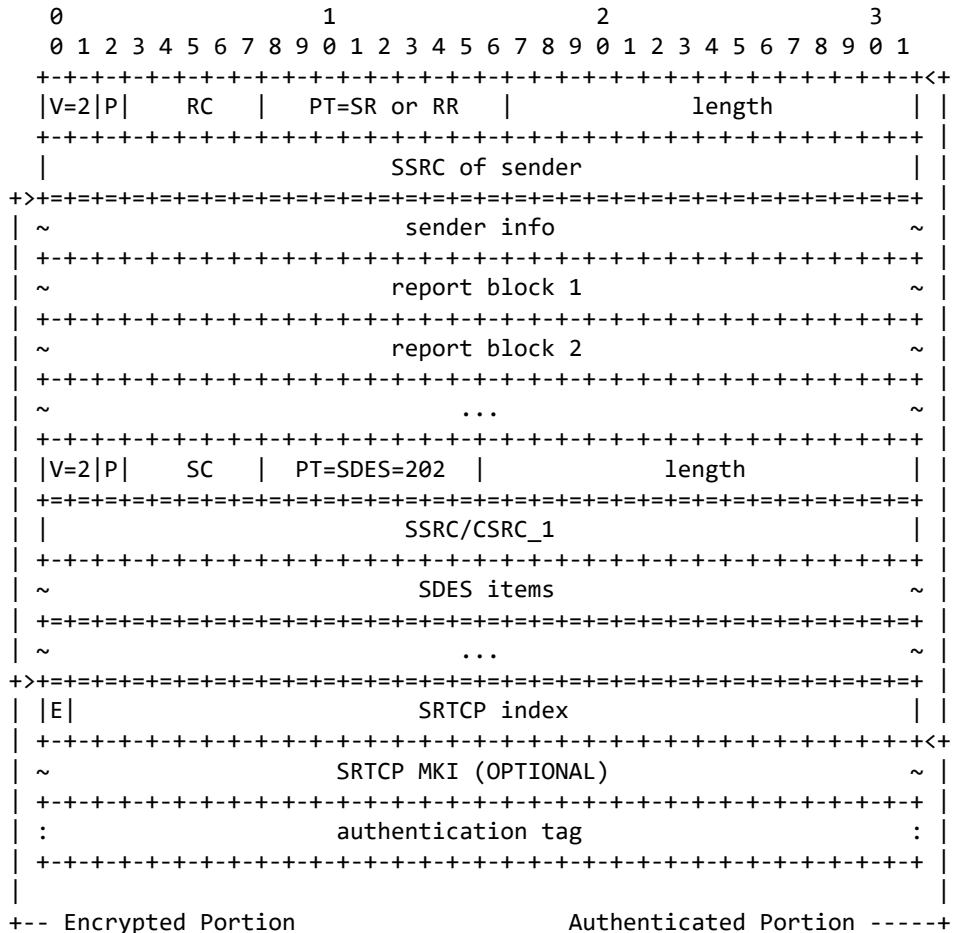 0                   1                   2                   3
    0 1 2 3 4 5 6 7 8 9 0 1 2 3 4 5 6 7 8 9 0 1 2 3 4 5 6 7 8 9 0 1
   +-+-+-+-+-+-+-+-+-+-+-+-+-+-+-+-+-+-+-+-+-+-+-+-+-+-+-+-+-+-+-+-+<+
   |V=2|P|    RC   |   PT=SR or RR   |             length          | |
   +-+-+-+-+-+-+-+-+-+-+-+-+-+-+-+-+-+-+-+-+-+-+-+-+-+-+-+-+-+-+-+-+ |
   |                         SSRC of sender                        | |
 +>+=+=+=+=+=+=+=+=+=+=+=+=+=+=+=+=+=+=+=+=+=+=+=+=+=+=+=+=+=+=+=+=+ |
 | ~                          sender info                          ~ |
 | +-+-+-+-+-+-+-+-+-+-+-+-+-+-+-+-+-+-+-+-+-+-+-+-+-+-+-+-+-+-+-+-+ |
 | ~                         report block 1                        ~ |
 | +-+-+-+-+-+-+-+-+-+-+-+-+-+-+-+-+-+-+-+-+-+-+-+-+-+-+-+-+-+-+-+-+ |
 | ~                         report block 2                        ~ |
 | +-+-+-+-+-+-+-+-+-+-+-+-+-+-+-+-+-+-+-+-+-+-+-+-+-+-+-+-+-+-+-+-+ |
 | ~                              ...                              ~ |
 | +-+-+-+-+-+-+-+-+-+-+-+-+-+-+-+-+-+-+-+-+-+-+-+-+-+-+-+-+-+-+-+-+ |
 | |V=2|P|    SC   |  PT=SDES=202  |             length            | |
 | +=+=+=+=+=+=+=+=+=+=+=+=+=+=+=+=+=+=+=+=+=+=+=+=+=+=+=+=+=+=+=+=+ |
 | |                          SSRC/CSRC_1                          | |
 | +-+-+-+-+-+-+-+-+-+-+-+-+-+-+-+-+-+-+-+-+-+-+-+-+-+-+-+-+-+-+-+-+ |
 | ~                           SDES items                          ~ |
 | +=+=+=+=+=+=+=+=+=+=+=+=+=+=+=+=+=+=+=+=+=+=+=+=+=+=+=+=+=+=+=+=+ |
 | ~                              ...                              ~ |
 +>+=+=+=+=+=+=+=+=+=+=+=+=+=+=+=+=+=+=+=+=+=+=+=+=+=+=+=+=+=+=+=+=+ |
 | |E|                         SRTCP index                         | |
 | +-+-+-+-+-+-+-+-+-+-+-+-+-+-+-+-+-+-+-+-+-+-+-+-+-+-+-+-+-+-+-+-+<+
 | ~                     SRTCP MKI (OPTIONAL)                      ~ |
 | +-+-+-+-+-+-+-+-+-+-+-+-+-+-+-+-+-+-+-+-+-+-+-+-+-+-+-+-+-+-+-+-+ |
 | :                     authentication tag                        : |
 | +-+-+-+-+-+-+-+-+-+-+-+-+-+-+-+-+-+-+-+-+-+-+-+-+-+-+-+-+-+-+-+-+ |
 |                                                                   |
 +-- Encrypted Portion                    Authenticated Portion -----+